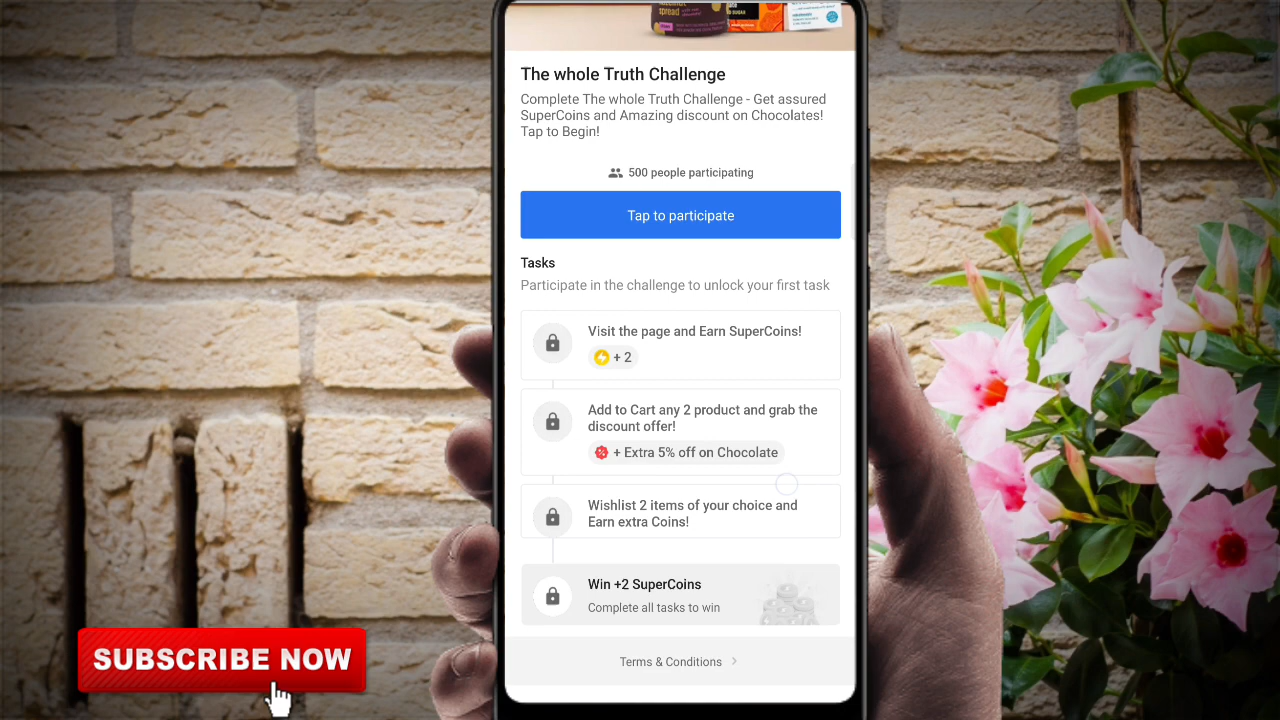 spread
SUGAR
The whole Truth Challenge
Complete The whole Truth Challenge - Get assured
SuperCoins and Amazing discount on Chocolates!
Tap to Begin!
500 people participating
Tap to participate
Tasks
Participate in the challenge to unlock your first task
Visit the page and Earn SuperCoins!
+ 2
Add to Cart any 2 product and grab the
discount offer!
+ Extra 5% off on Chocolate
Wishlist 2 items of your choice and
Earn extra Coins!
Win +2 SuperCoins
Complete all tasks to win
Terms & Conditions
SUBSCRIBE NOW